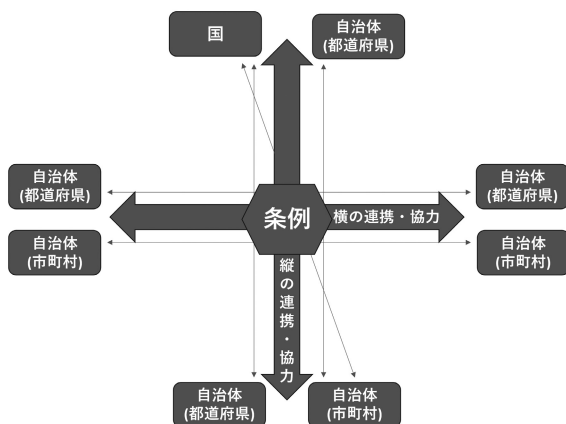 国
自治体
(都道府県)
自治体
(都道府県)
自治体
(都道府県)
条例
横の連携・協力
自治体
(市町村)
自治体
(市町村)
縦の連携・協力
自治体
(都道府県)
自治体
(市町村)